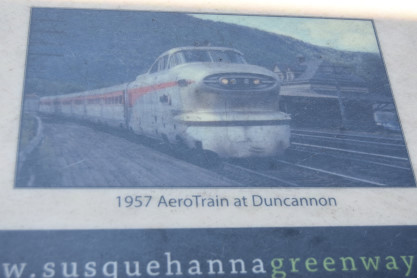 1957 AeroTrain at Duncannon
w.susquehannagreenway